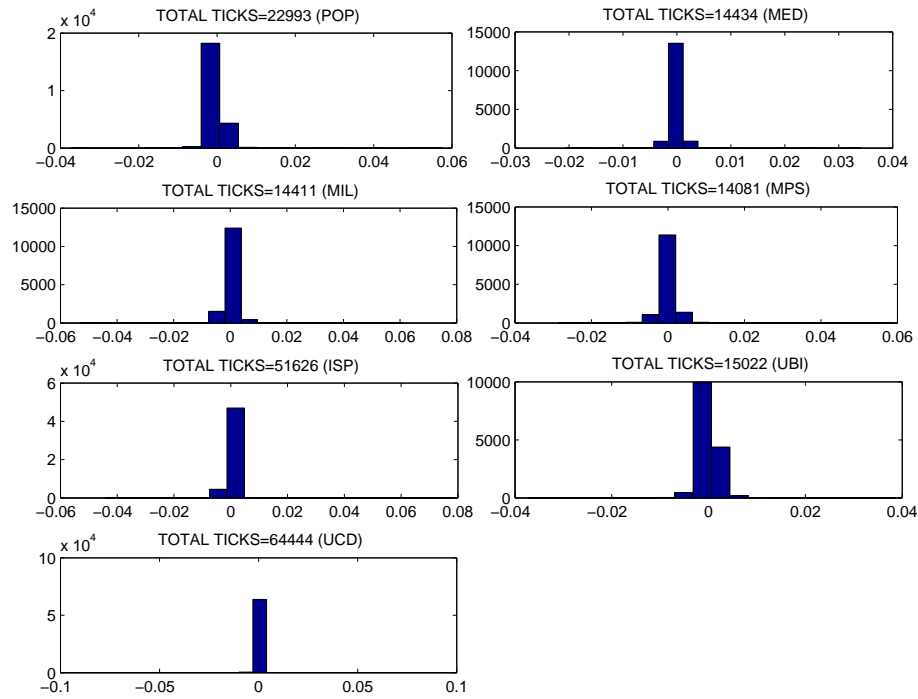 TOTAL TICKS=22993 (POP)
x 10^4
2
1
0
−0.04 −0.02 0 0.02 0.04 0.06
TOTAL TICKS=14434 (MED)
15000
10000
5000
0
−0.03 −0.02 −0.01 0 0.01 0.02 0.03 0.04
TOTAL TICKS=14411 (MIL)
15000
10000
5000
0
−0.06 −0.04 −0.02 0 0.02 0.04 0.06 0.08
TOTAL TICKS=14081 (MPS)
15000
10000
5000
0
−0.04 −0.02 0 0.02 0.04 0.06
TOTAL TICKS=51626 (ISP)
x 10^4
6
4
2
0
−0.06 −0.04 −0.02 0 0.02 0.04 0.06 0.08
TOTAL TICKS=15022 (UBI)
10000
5000
0
−0.04 −0.02 0 0.02 0.04
TOTAL TICKS=64444 (UCD)
x 10^4
10
5
0
−0.1 −0.05 0 0.05 0.1